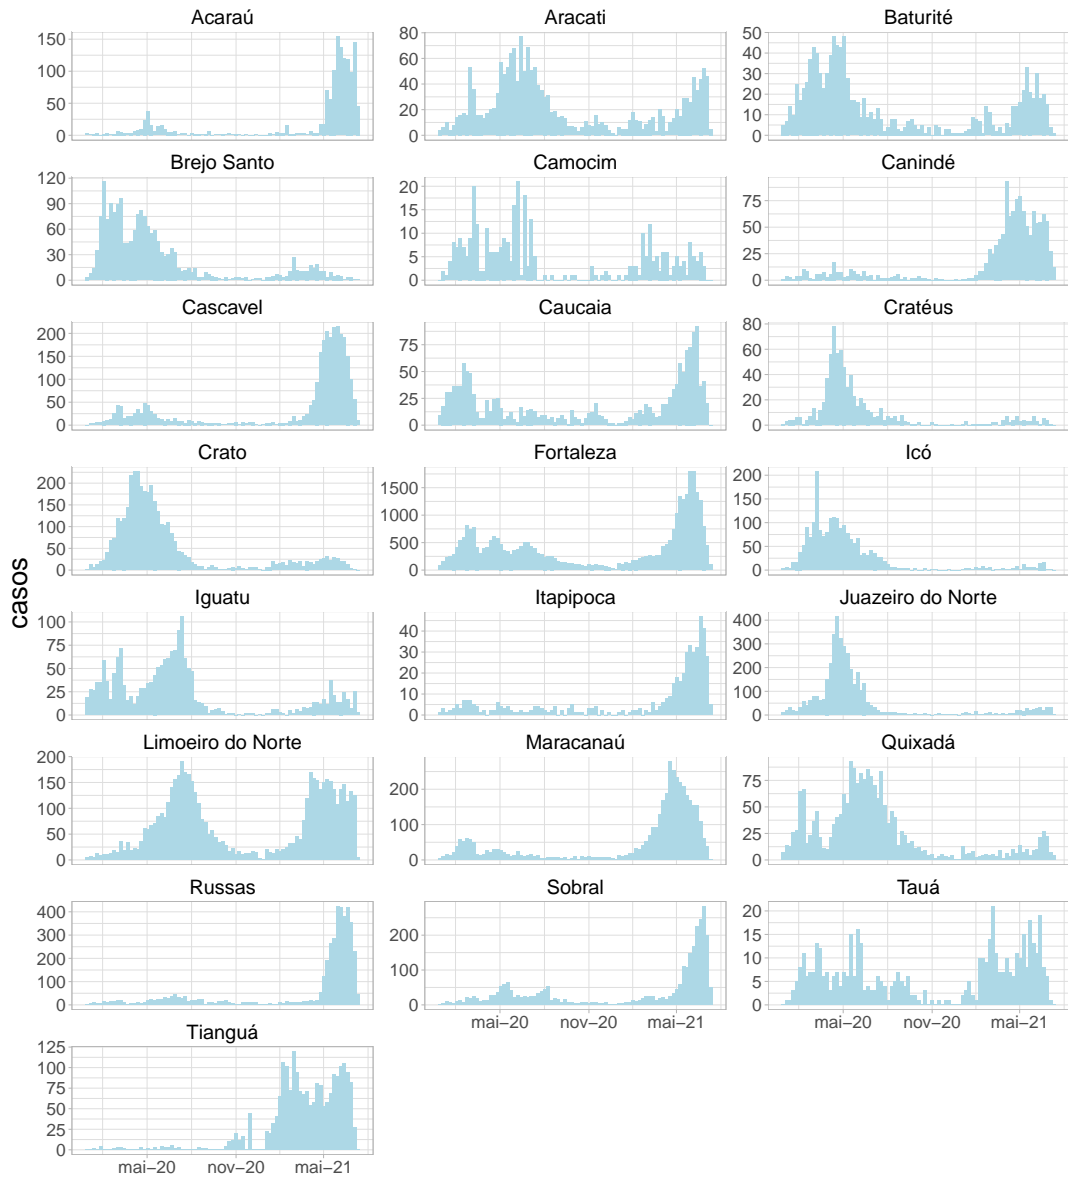 Acaraú Aracati Baturité
150 80 50
100 60 40
50 40 30
0 20 20
0 10
0
Brejo Santo Camocim Canindé
120 20 75
90 15 50
60 10 25
30 5 0
0 0
Cascavel Caucaia Cratéus
200 75 80
150 50 60
100 25 40
50 0 20
0 0
Crato Fortaleza Icó
200 1500 200
150 1000 150
100 500 100
50 0 50
0 0
casos
Iguatu Itapipoca Juazeiro do Norte
100 40 400
75 30 300
50 20 200
25 10 100
0 0 0
Limoeiro do Norte Maracanaú Quixadá
200 200 75
150 100 50
100 0 25
50 0
0
Russas Sobral Tauá
400 200 20
300 100 15
200 0 10
100 5
0 0
mai–20 nov–20 mai–21 mai–20 nov–20 mai–21
Tianguá
125
100
75
50
25
0
mai–20 nov–20 mai–21